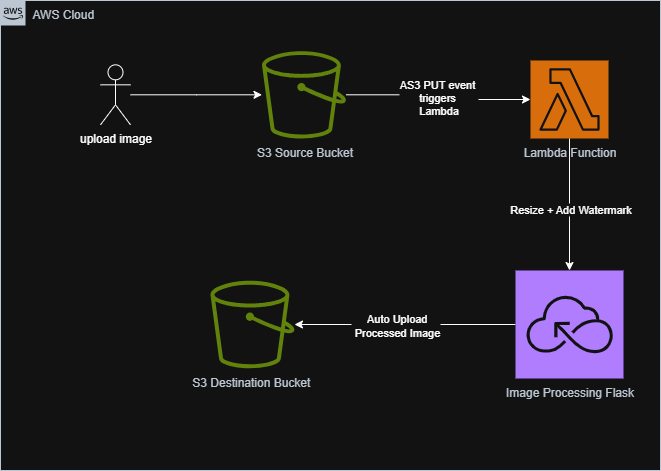 aws
AWS Cloud
upload image
S3 Source Bucket
AS3 PUT event
triggers
Lambda
Lambda Function
Resize + Add Watermark
Image Processing Flask
Auto Upload
Processed Image
S3 Destination Bucket